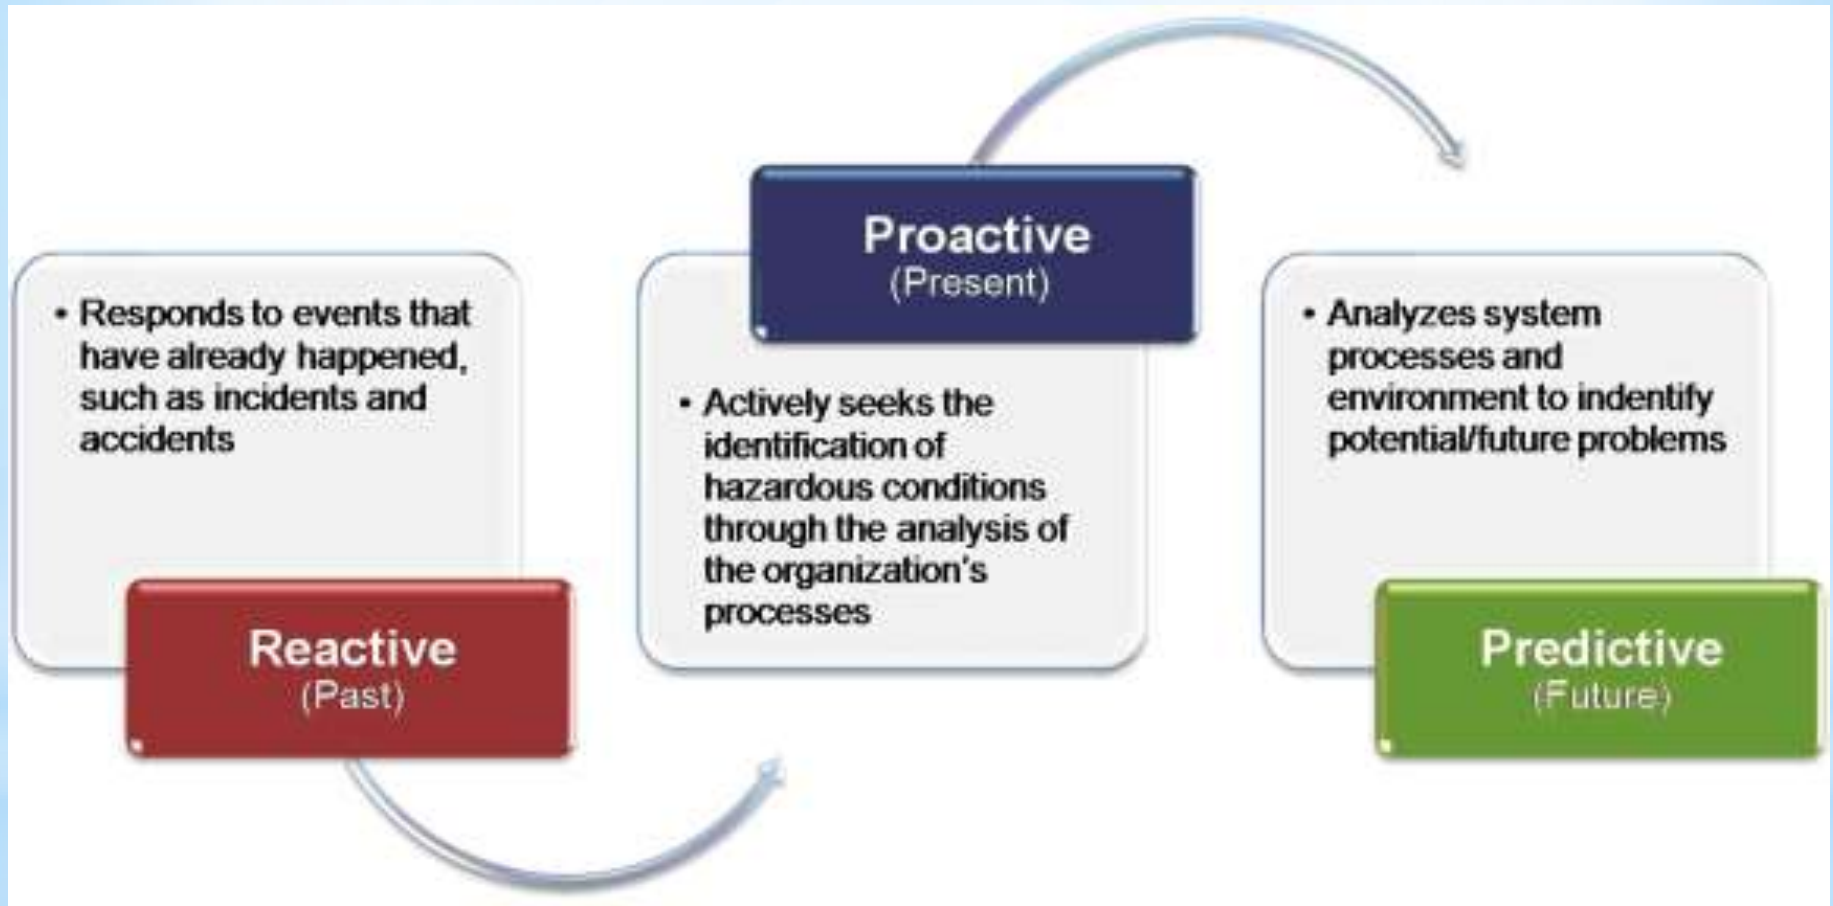 • Responds to events that
have already happened,
such as incidents and
accidents
Reactive
(Past)
Proactive
(Present)
• Actively seeks the
identification of
hazardous conditions
through the analysis of
the organization's
processes
• Analyzes system
processes and
environment to indentify
potential/future problems
Predictive
(Future)